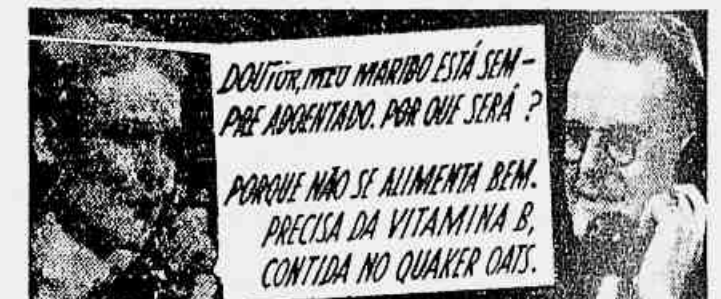 DOUTOR, MEU MARIDO ESTÁ SEM-
PRE ADOENTADO. POR QUE SERÁ ?
PORQUE NÃO SE ALIMENTA BEM.
PRECISA DA VITAMINA B,
CONTIDA NO QUAKER OATS.